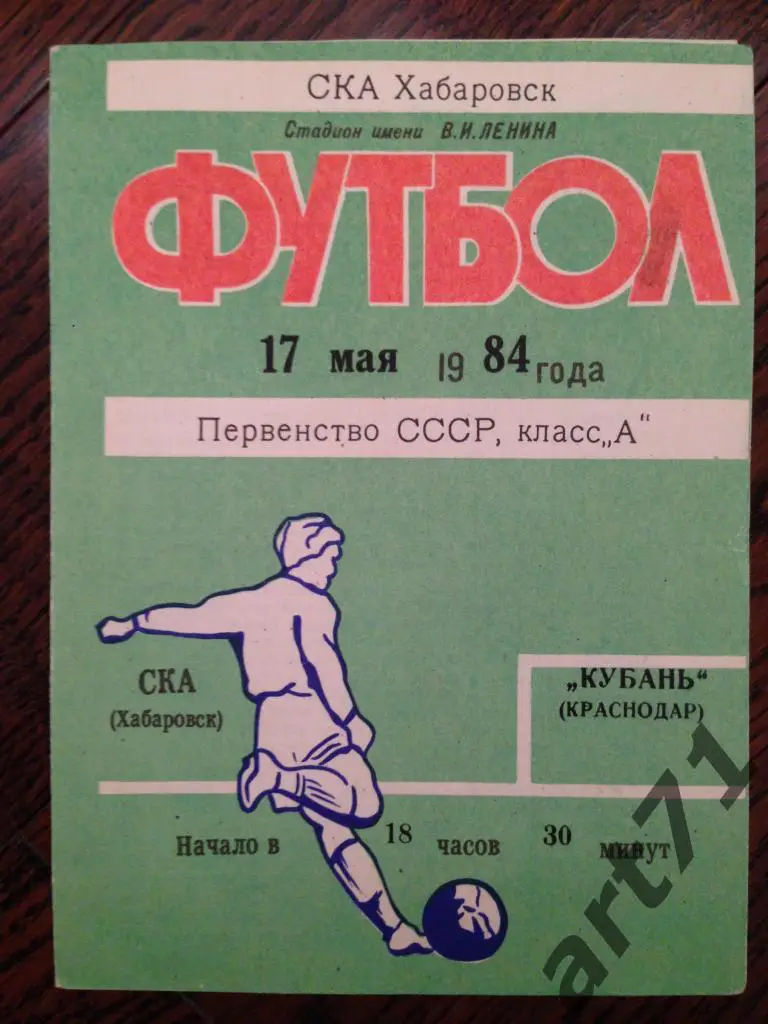 СКА Хабаровск
Стадион имени В.И.ЛЕНИНА
ФУТБОЛ
17 мая 1984 года
Первенство СССР, класс„А"
СКА
(Хабаровск)
„КУБАНЬ"
(КРАСНОДАР)
Начало в 18 часов 30 минут
art71